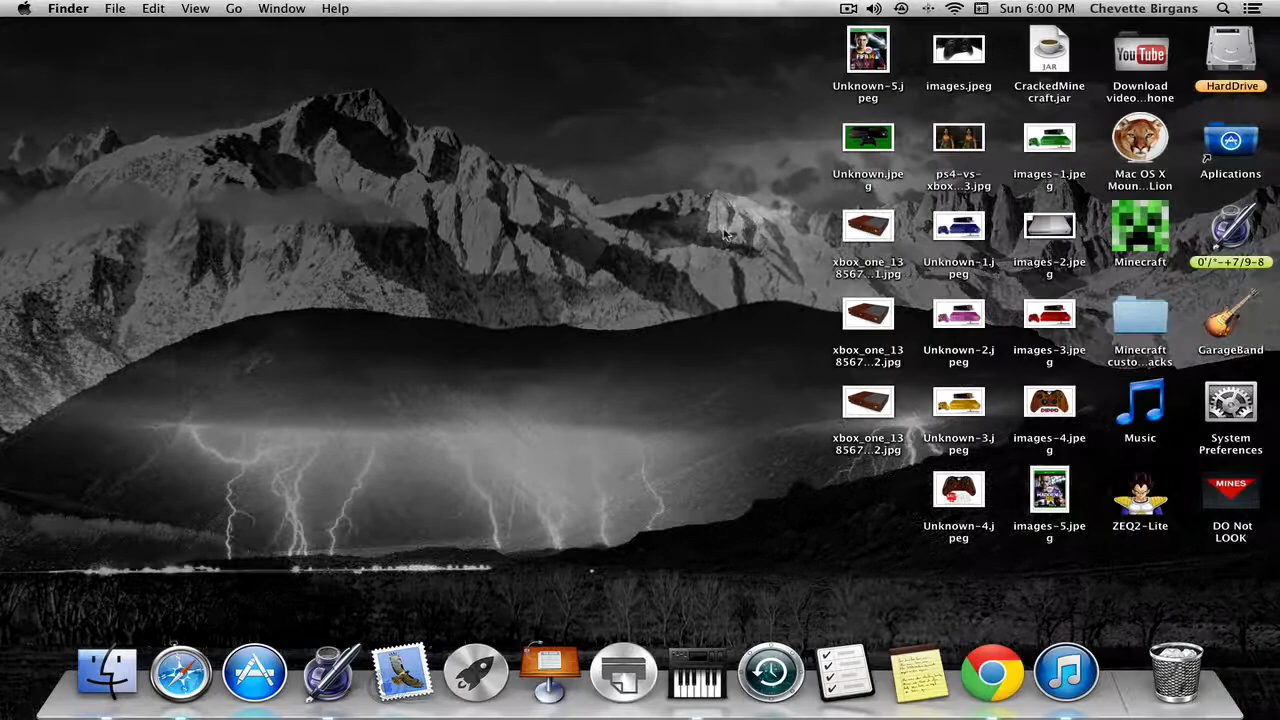 Finder File Edit View Go Window Help
Sun 6:00 PM Chevette Birgans
Unknown-5.j
peg
images.jpeg
JAR
CrackedMine
craft.jar
You Tube
Download
video...hone
HardDrive
Unknown.jpe
g
ps4-vs-
xbox...3.jpg
images-1.jpe
g
Mac OS X
Moun...Lion
Aplications
xbox_one_13
8567...1.jpg
Unknown-1.j
peg
images-2.jpe
g
Minecraft
0'/*-+7/9-8
xbox_one_13
8567...2.jpg
Unknown-2.j
peg
images-3.jpe
g
Minecraft
custo...acks
GarageBand
xbox_one_13
8567...2.jpg
Unknown-3.j
peg
images-4.jpe
g
Music
System
Preferences
Unknown-4.j
peg
images-5.jpe
g
ZEQ2-Lite
MINES
DO Not
LOOK